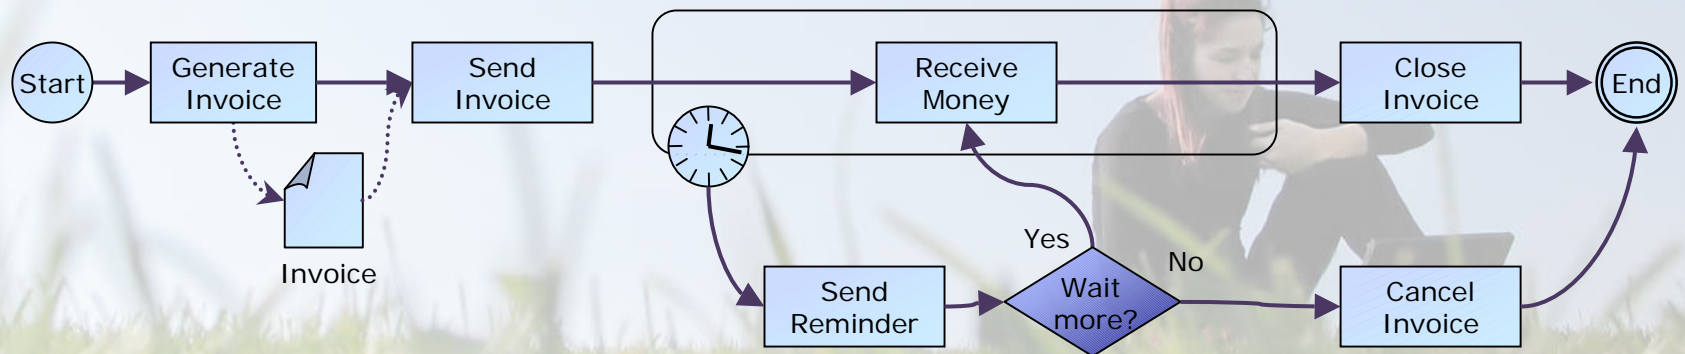 Start
Generate
Invoice
Send
Invoice
Receive
Money
Close
Invoice
End
Invoice
Yes
No
Send
Reminder
Wait
more?
Cancel
Invoice